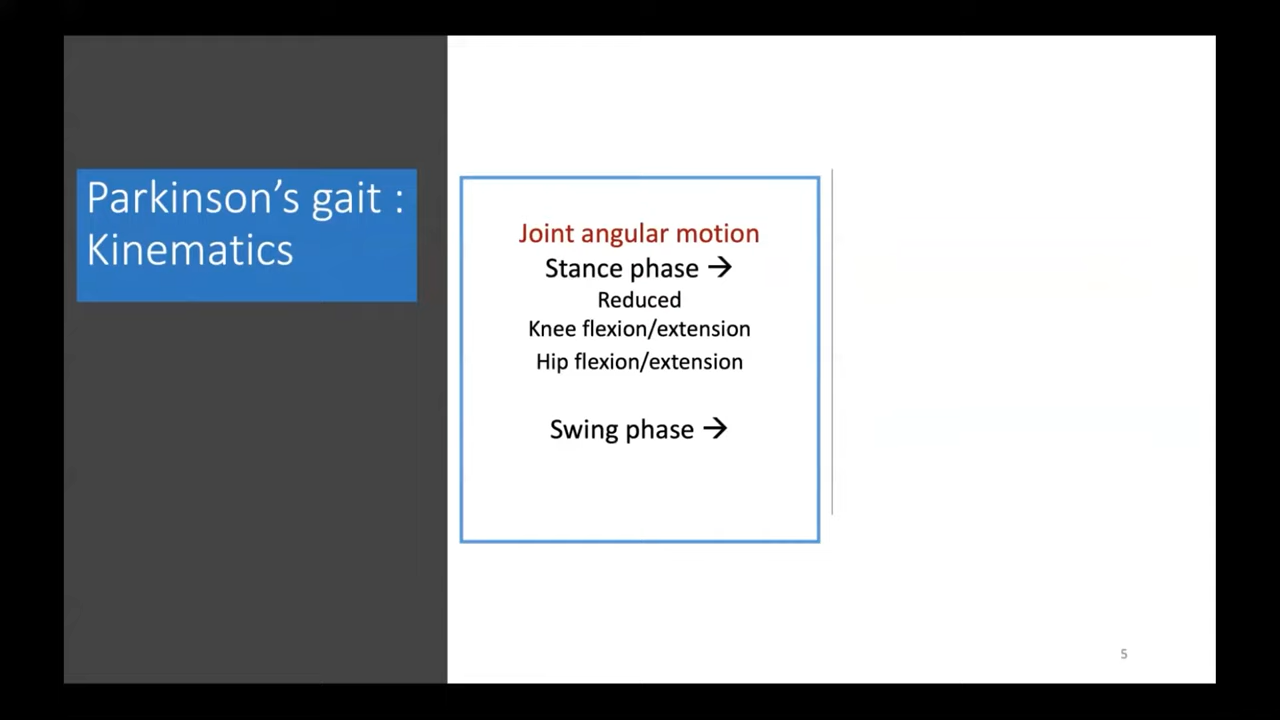 Parkinson’s gait :
Kinematics
Joint angular motion
Stance phase →
Reduced
Knee flexion/extension
Hip flexion/extension
Swing phase →
5